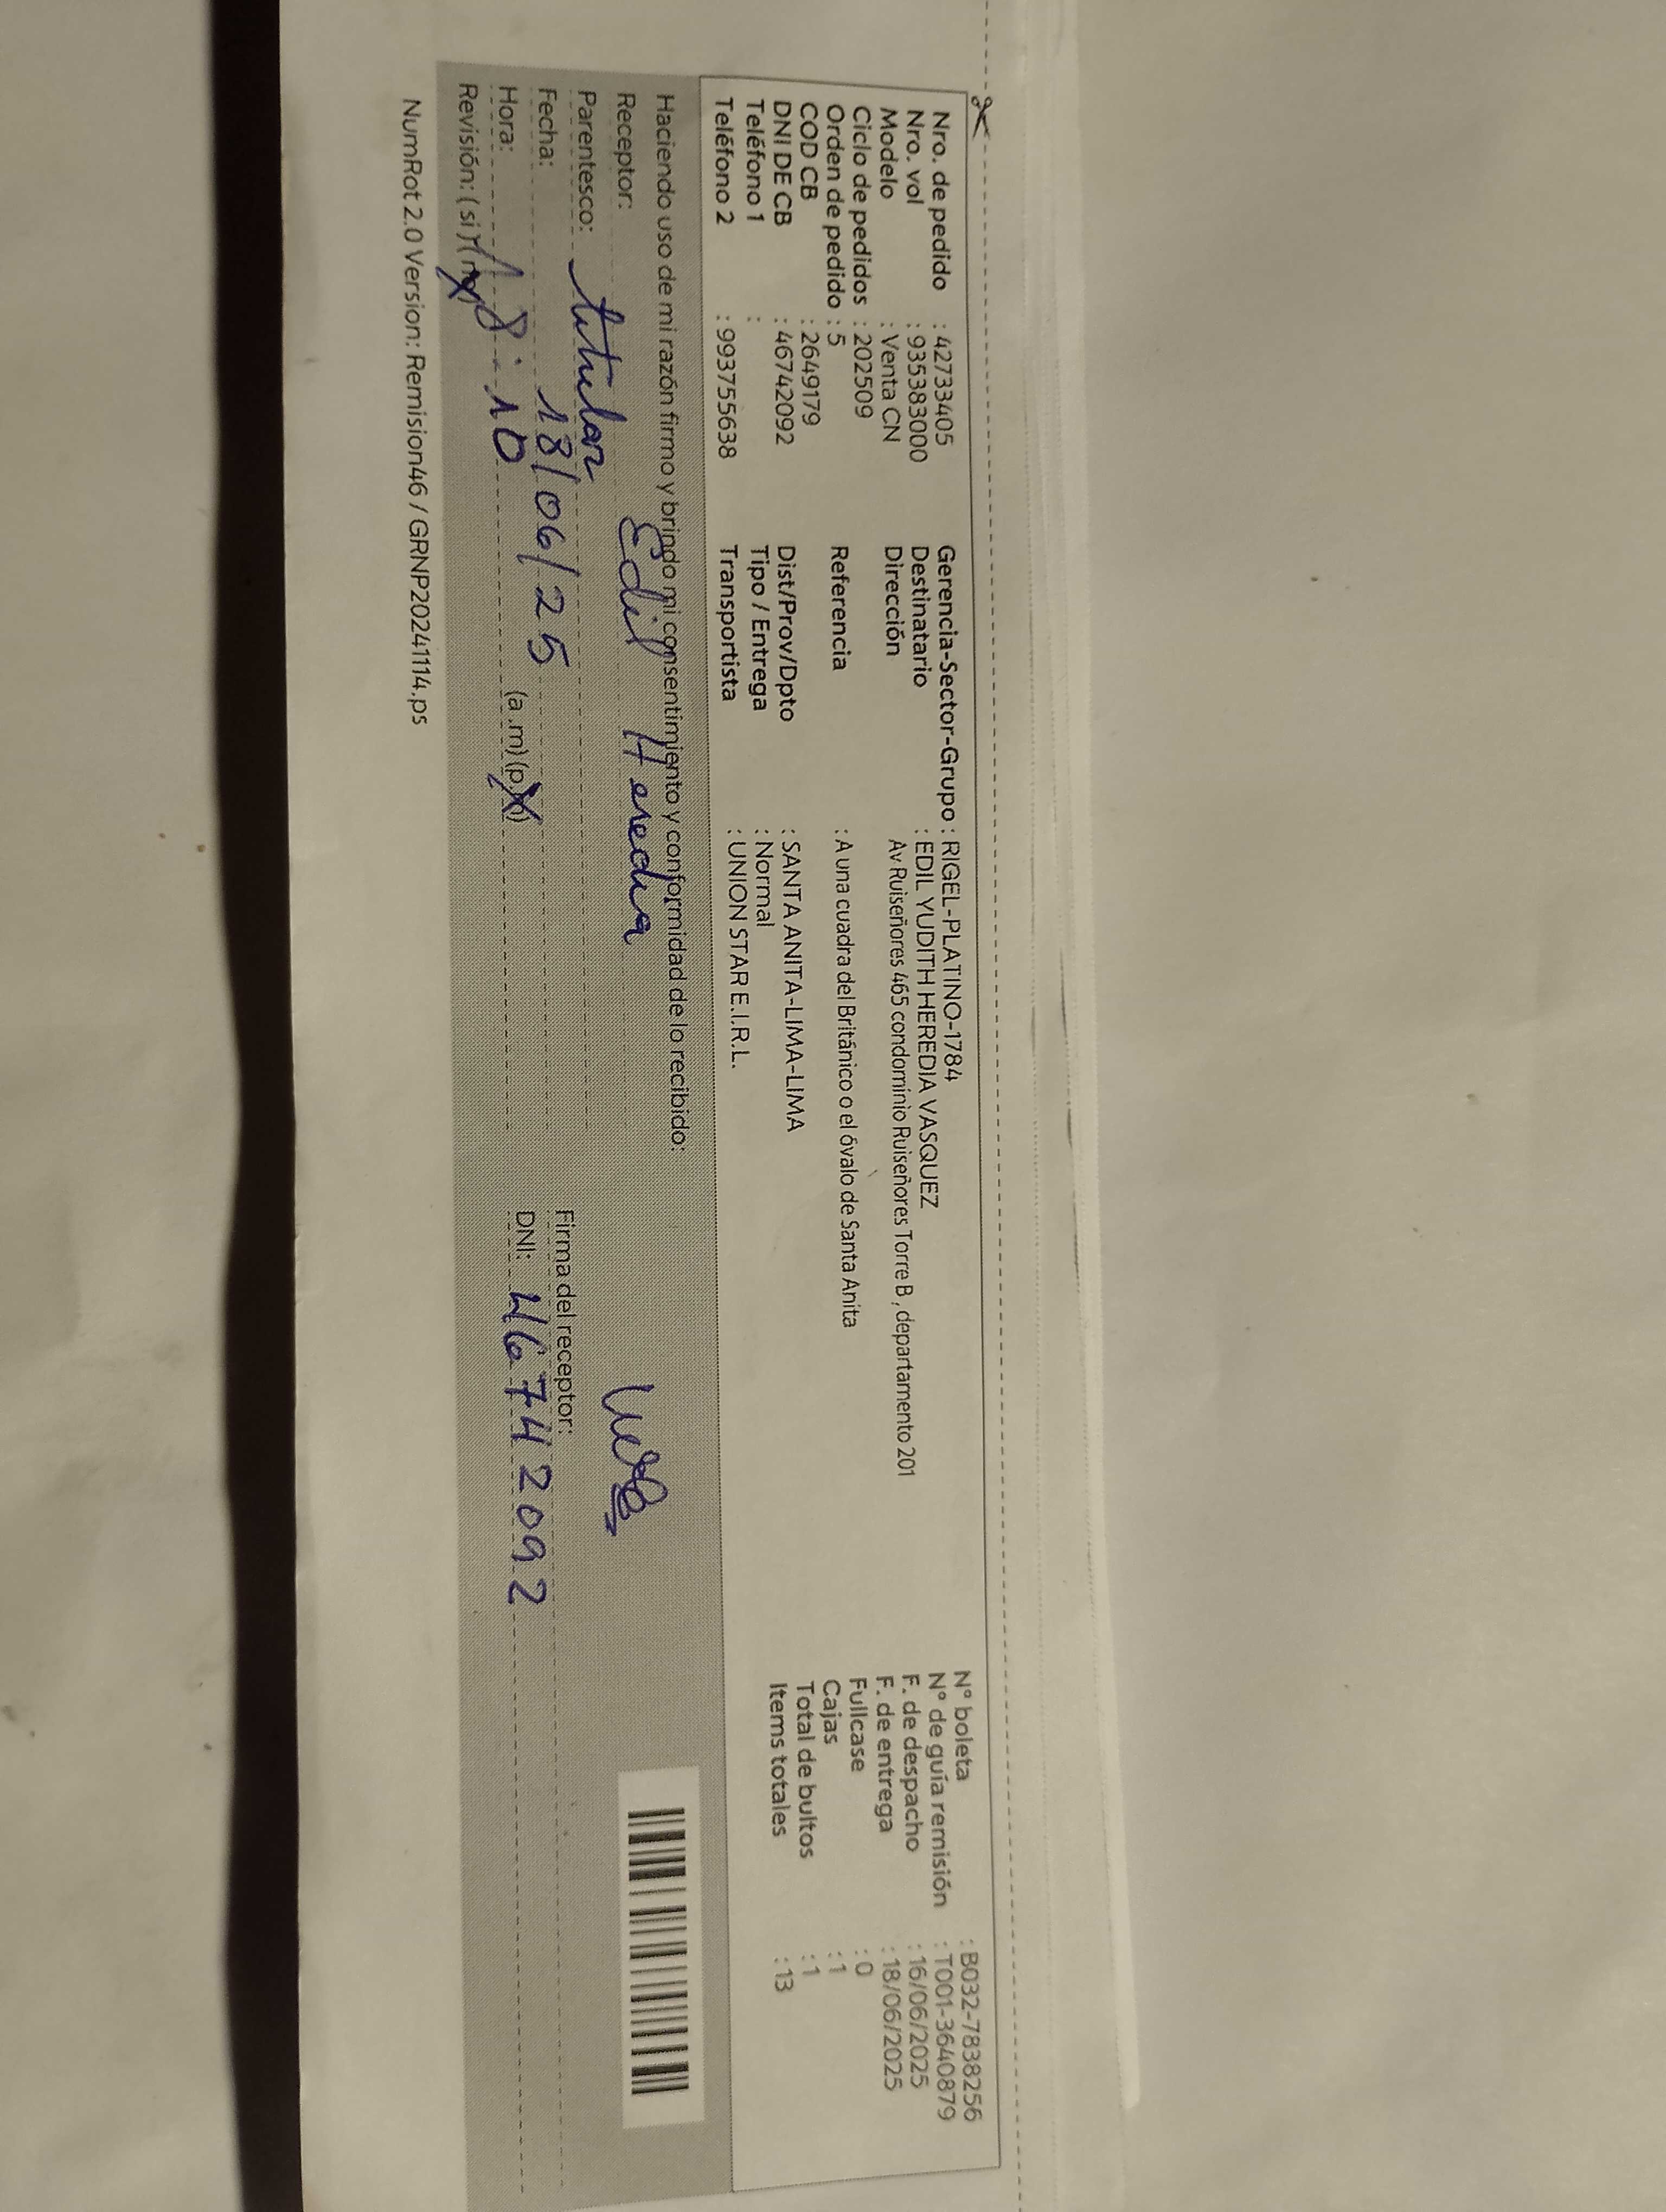 Nro. de pedido : 42733405
Nro. vol : 935383000
Modelo : Venta CN
Ciclo de pedidos : 202509
Orden de pedido : 5
COD CB : 2649179
DNI DE CB : 46742092
Teléfono 1 :
Teléfono 2 : 993755638
Gerencia-Sector-Grupo : RIGEL-PLATINO-1784
Destinatario : EDIL YUDITH HEREDIA VASQUEZ
Dirección Av Ruiseñores 465 condominio Ruiseñores Torre B , departamento 201
Referencia : A una cuadra del Británico o el óvalo de Santa Anita
Dist/Prov/Dpto : SANTA ANITA-LIMA-LIMA
Tipo / Entrega : Normal
Transportista : UNION STAR E.I.R.L.
N° boleta : B032-7838256
N° de guía remisión : T001-3640879
F. de despacho : 16/06/2025
F. de entrega : 18/06/2025
Fullcase : 0
Cajas : 1
Total de bultos : 1
Items totales : 13
Haciendo uso de mi razón firmo y brindo mi consentimiento y conformidad de lo recibido:
Receptor: Edil Heredia
Parentesco: titular
Fecha: 18/06/25
Hora: 8:10 (a.m) (p.m)
Revisión: (si) (no)
Firma del receptor:
DNI: 46742092
NumRot 2.0 Version: Remision46 / GRNP20241114.ps